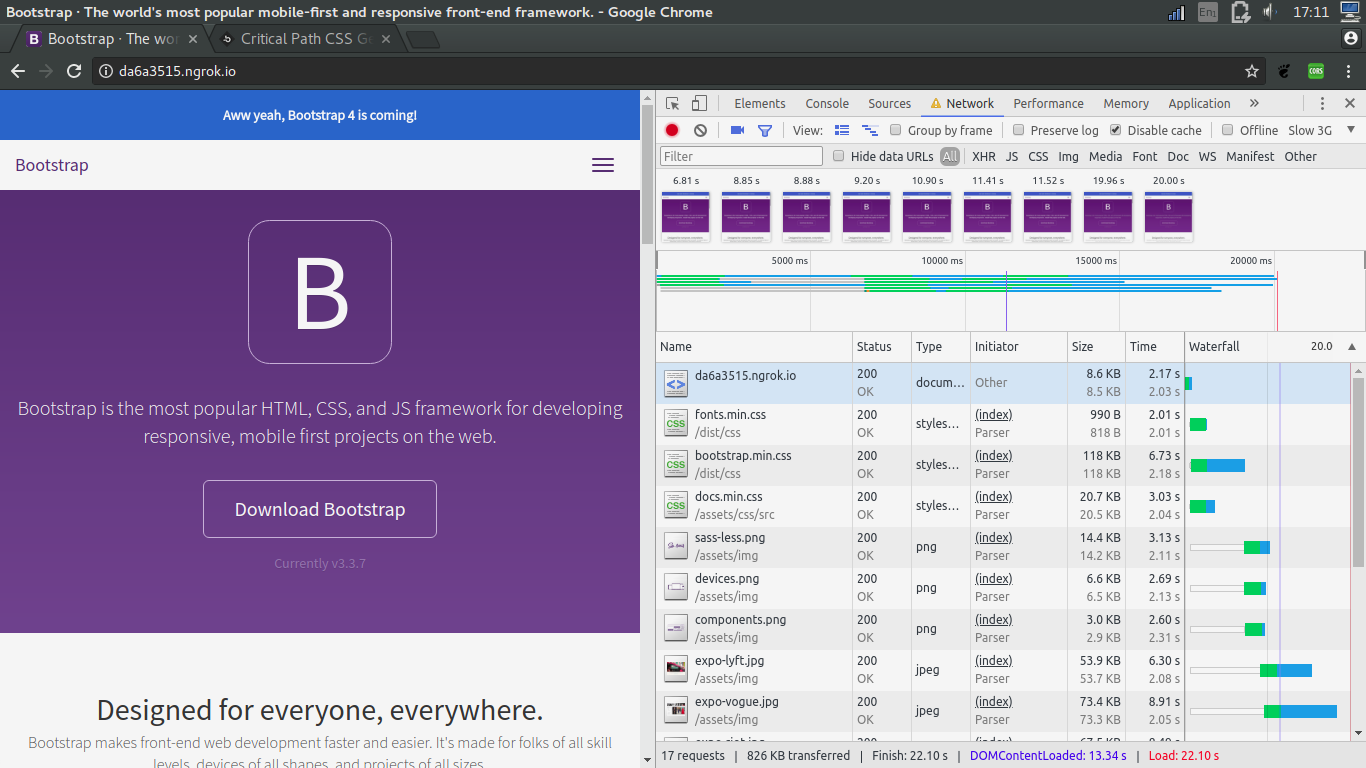 Bootstrap · The world's most popular mobile-first and responsive front-end framework. - Google Chrome
En1
17:11
Bootstrap · The wor
Critical Path CSS Ge
da6a3515.ngrok.io
CORS
Aww yeah, Bootstrap 4 is coming!
Bootstrap
B
Bootstrap is the most popular HTML, CSS, and JS framework for developing
responsive, mobile first projects on the web.
Download Bootstrap
Currently v3.3.7
Designed for everyone, everywhere.
Bootstrap makes front-end web development faster and easier. It's made for folks of all skill
levels, devices of all shapes, and projects of all sizes.
Elements Console Sources Network Performance Memory Application »
View: Group by frame Preserve log Disable cache Offline Slow 3G
Filter Hide data URLs All XHR JS CSS Img Media Font Doc WS Manifest Other
6.81 s 8.85 s 8.88 s 9.20 s 10.90 s 11.41 s 11.52 s 19.96 s 20.00 s
5000 ms 10000 ms 15000 ms 20000 ms
Name Status Type Initiator Size Time Waterfall 20.0
da6a3515.ngrok.io 200 docum... Other 8.6 KB 2.17 s
OK 8.5 KB 2.03 s
fonts.min.css 200 styles... (index) 990 B 2.01 s
/dist/css OK Parser 818 B 2.01 s
bootstrap.min.css 200 styles... (index) 118 KB 6.73 s
/dist/css OK Parser 118 KB 2.18 s
docs.min.css 200 styles... (index) 20.7 KB 3.03 s
/assets/css/src OK Parser 20.5 KB 2.04 s
sass-less.png 200 png (index) 14.4 KB 3.13 s
/assets/img OK Parser 14.2 KB 2.11 s
devices.png 200 png (index) 6.6 KB 2.69 s
/assets/img OK Parser 6.5 KB 2.13 s
components.png 200 png (index) 3.0 KB 2.60 s
/assets/img OK Parser 2.9 KB 2.31 s
expo-lyft.jpg 200 jpeg (index) 53.9 KB 6.30 s
/assets/img OK Parser 53.7 KB 2.08 s
expo-vogue.jpg 200 jpeg (index) 73.4 KB 8.91 s
/assets/img OK Parser 73.3 KB 2.05 s
17 requests | 826 KB transferred | Finish: 22.10 s | DOMContentLoaded: 13.34 s | Load: 22.10 s